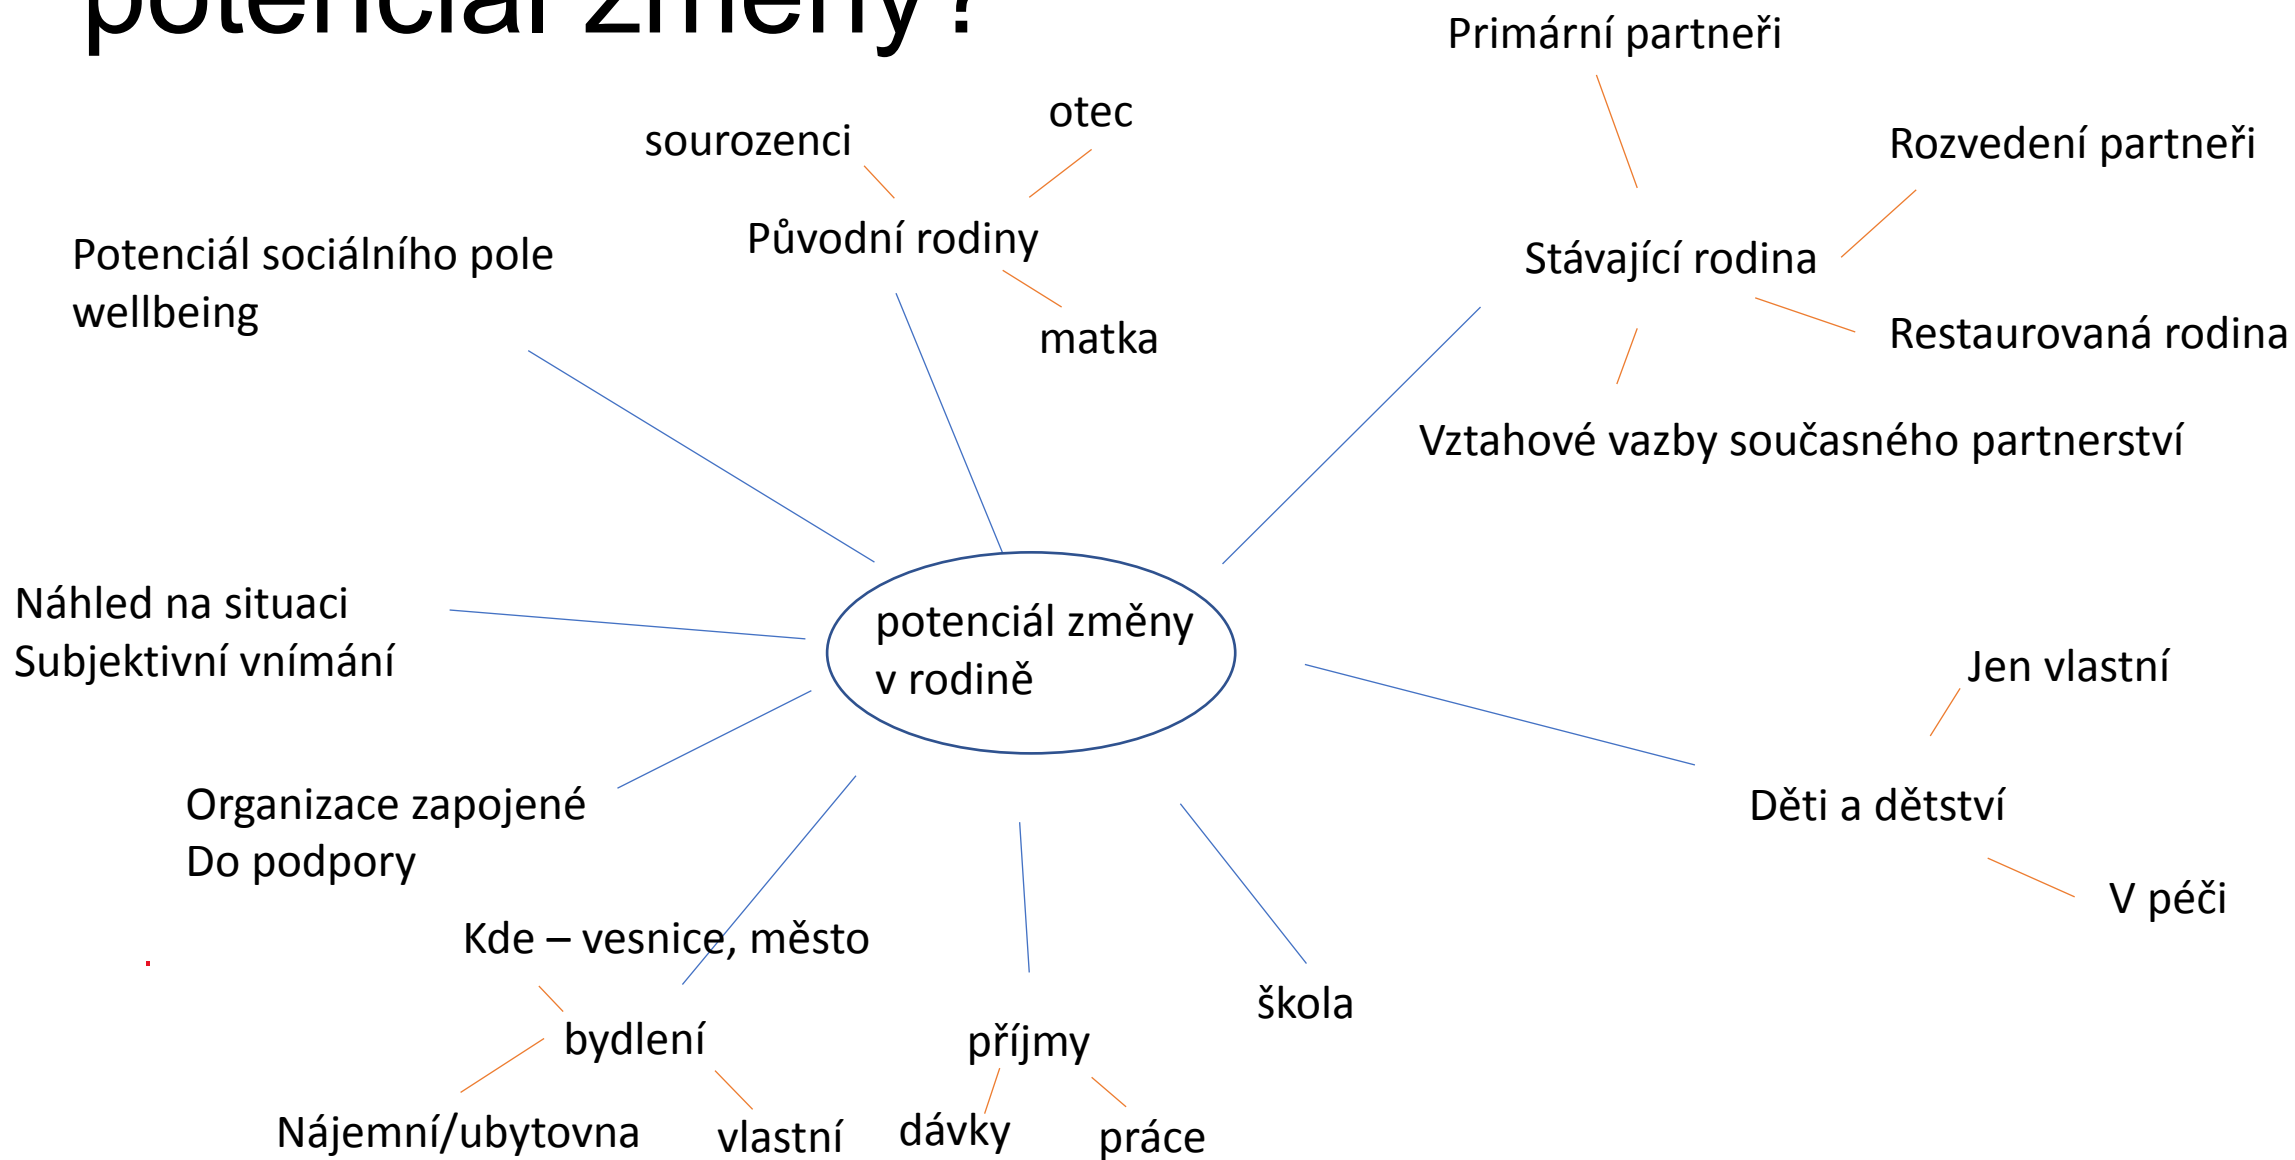 potenciál změny?
Primární partneři
otec
sourozenci
Rozvedení partneři
Původní rodiny
Potenciál sociálního pole
wellbeing
Stávající rodina
matka
Restaurovaná rodina
Vztahové vazby současného partnerství
Náhled na situaci
Subjektivní vnímání
potenciál změny
v rodině
Jen vlastní
Organizace zapojené
Do podpory
Děti a dětství
V péči
Kde – vesnice, město
škola
bydlení
příjmy
Nájemní/ubytovna
vlastní
dávky
práce